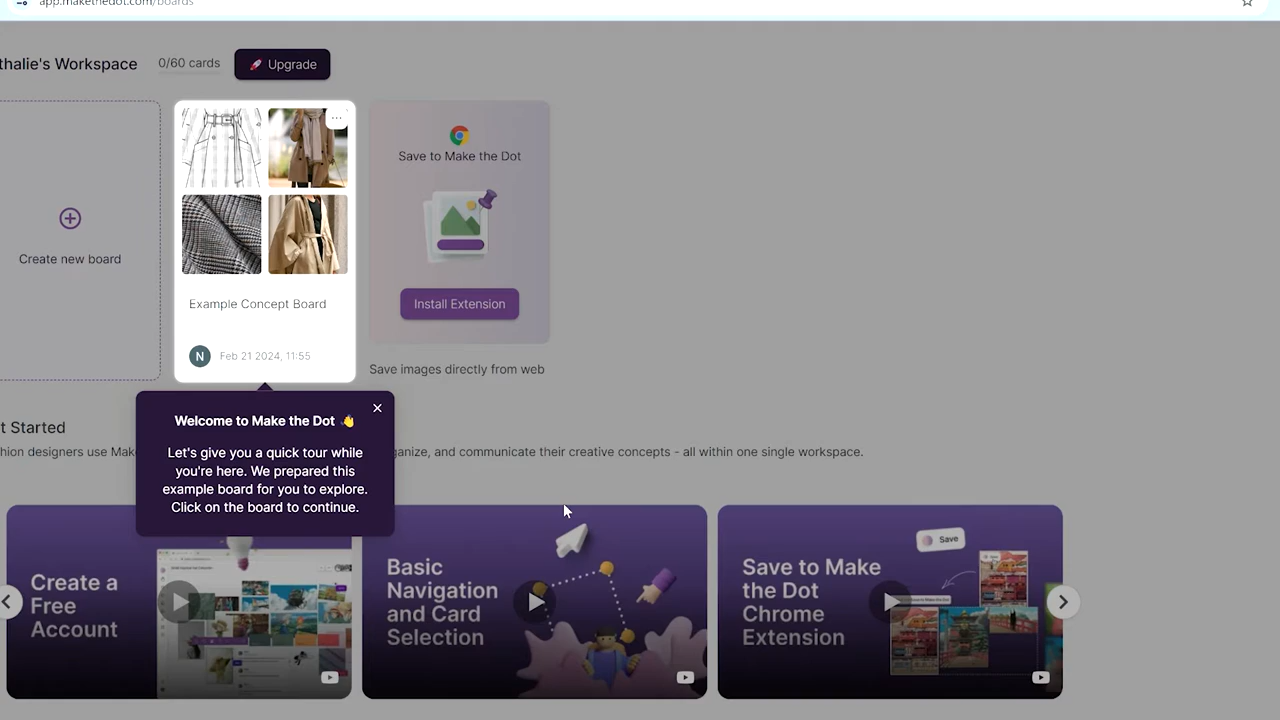 app.makethedot.com/boards
thalie's Workspace
0/60 cards
Upgrade
Save to Make the Dot
Create new board
Install Extension
Example Concept Board
N
Feb 21 2024, 11:55
Save images directly from web
Welcome to Make the Dot 👋
t Started
Let's give you a quick tour while
you're here. We prepared this
example board for you to explore.
Click on the board to continue.
hion designers use Mak
ganize, and communicate their creative concepts - all within one single workspace.
Create a
Free
Account
Basic
Navigation
and Card
Selection
Save to Make
the Dot
Chrome
Extension
Save